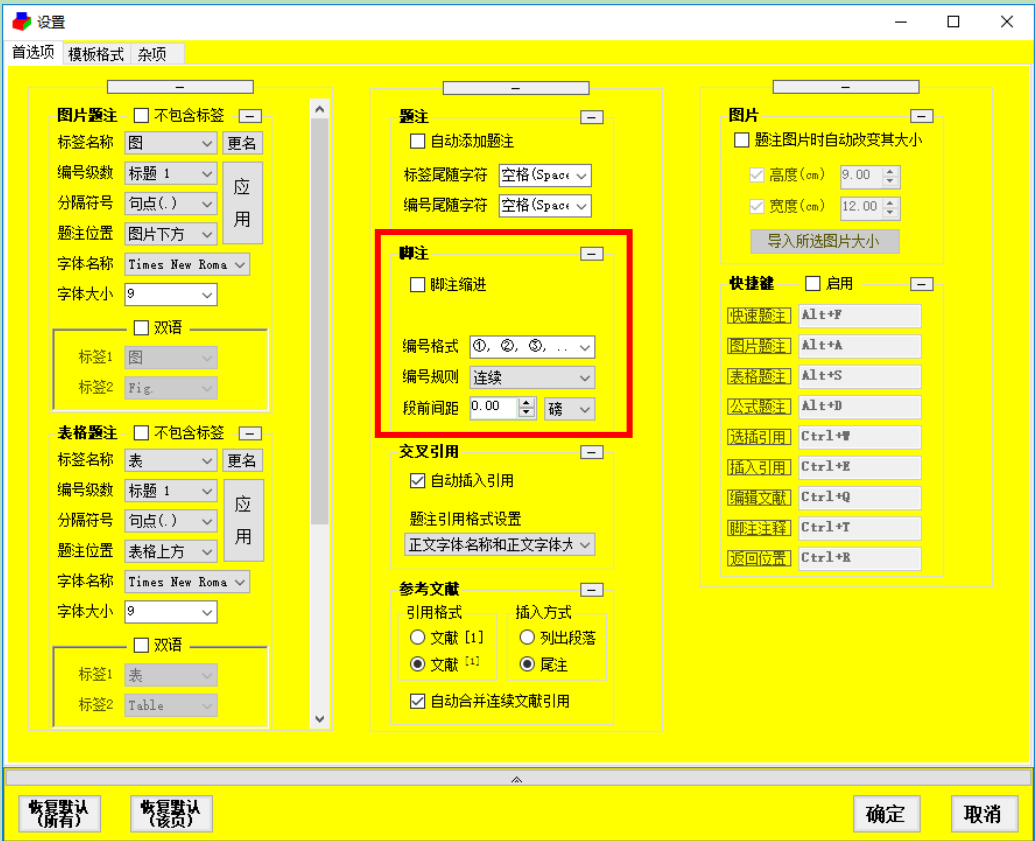 设置
首选项 模板格式 杂项
图片题注 不包含标签
标签名称 图 更名
编号级数 标题 1
应用
分隔符号 句点(.)
题注位置 图片下方
字体名称 Times New Roma
字体大小 9
双语
标签1 图
标签2 Fig.
表格题注 不包含标签
标签名称 表 更名
编号级数 标题 1
应用
分隔符号 句点(.)
题注位置 表格上方
字体名称 Times New Roma
字体大小 9
双语
标签1 表
标签2 Table
题注
自动添加题注
标签尾随字符 空格(Space
编号尾随字符 空格(Space
脚注
脚注缩进
编号格式 ①, ②, ③, ..
编号规则 连续
段前间距 0.00 磅
交叉引用
自动插入引用
题注引用格式设置
正文字体名称和正文字体大
参考文献
引用格式 插入方式
文献 [1] 列出段落
文献 [1] 尾注
自动合并连续文献引用
图片
题注图片时自动改变其大小
高度(cm) 9.00
宽度(cm) 12.00
导入所选图片大小
快捷键 启用
快速题注 Alt+F
图片题注 Alt+A
表格题注 Alt+S
公式题注 Alt+D
选插引用 Ctrl+W
插入引用 Ctrl+E
编辑文献 Ctrl+Q
脚注注释 Ctrl+T
返回位置 Ctrl+R
恢复默认(所有) 恢复默认(该页) 确定 取消